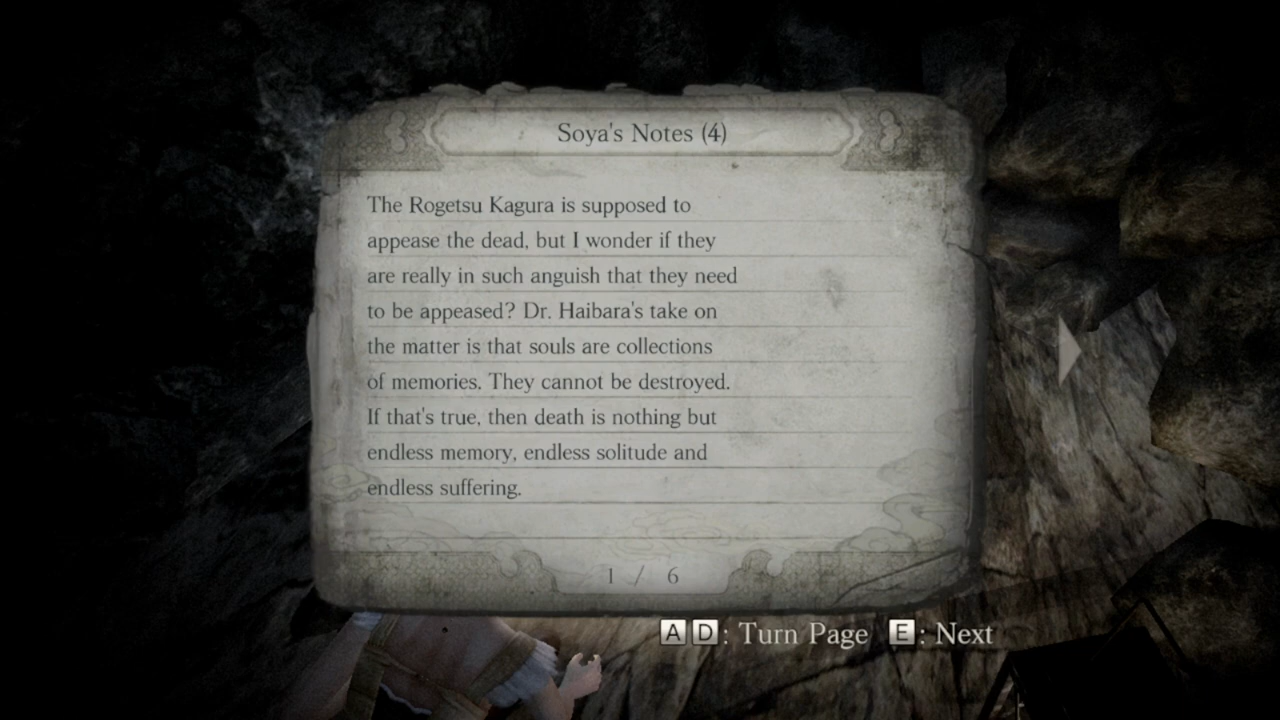 Soya's Notes (4)
The Rogetsu Kagura is supposed to
appease the dead, but I wonder if they
are really in such anguish that they need
to be appeased? Dr. Haibara's take on
the matter is that souls are collections
of memories. They cannot be destroyed.
If that's true, then death is nothing but
endless memory, endless solitude and
endless suffering.
1 / 6
A D : Turn Page E : Next